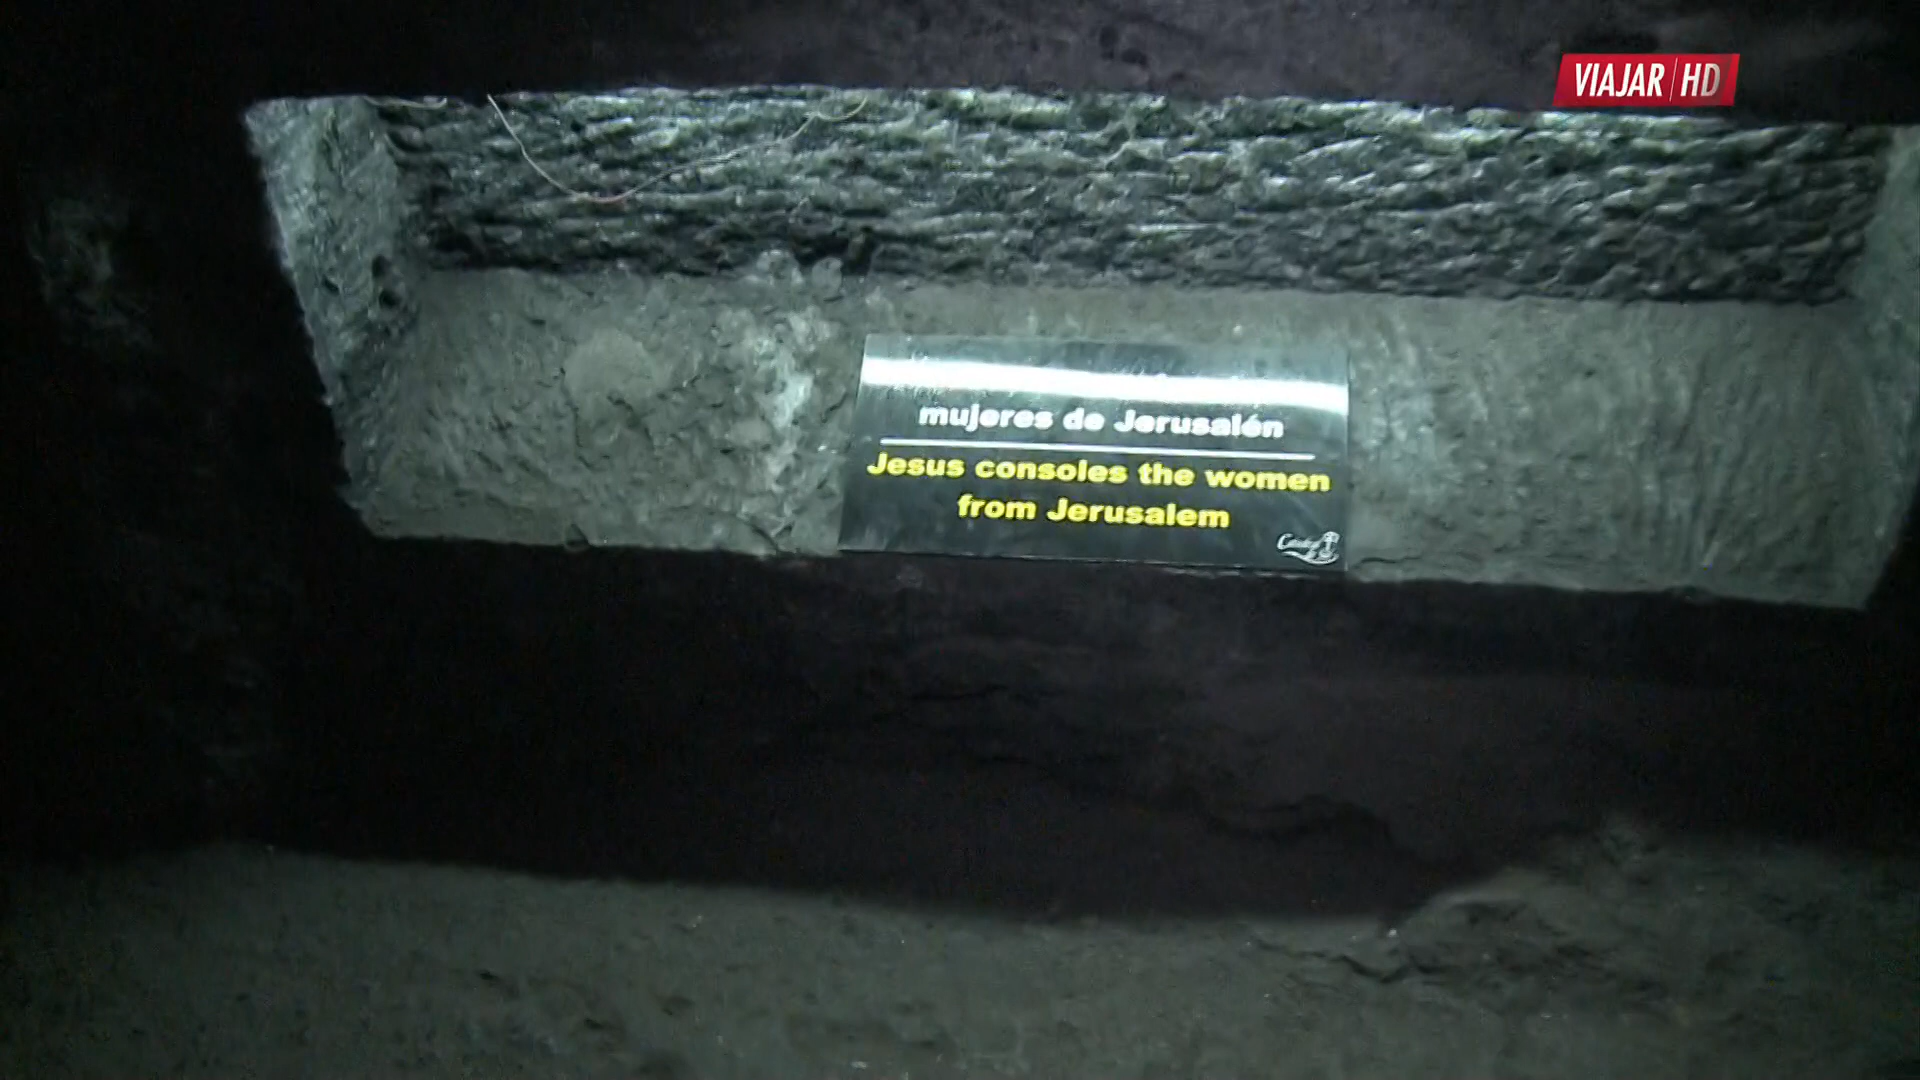 VIAJAR HD
mujeres de Jerusalén
Jesus consoles the women
from Jerusalem